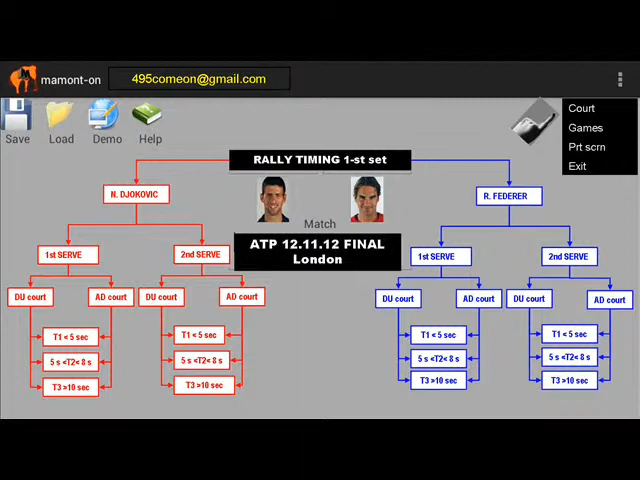 mamont-on
495comeon@gmail.com
Save
Load
Demo
Help
Court
Games
Prt scrn
Exit
RALLY TIMING 1-st set
N. DJOKOVIC
R. FEDERER
Match
ATP 12.11.12 FINAL
London
1st SERVE
2nd SERVE
1st SERVE
2nd SERVE
DU court
AD court
DU court
AD court
DU court
AD court
DU court
AD court
T1 < 5 sec
T1 < 5 sec
T1 < 5 sec
T1 < 5 sec
5 s <T2< 8 s
5 s <T2< 8 s
5 s <T2< 8 s
5 s <T2< 8 s
T3 >10 sec
T3 >10 sec
T3 >10 sec
T3 >10 sec